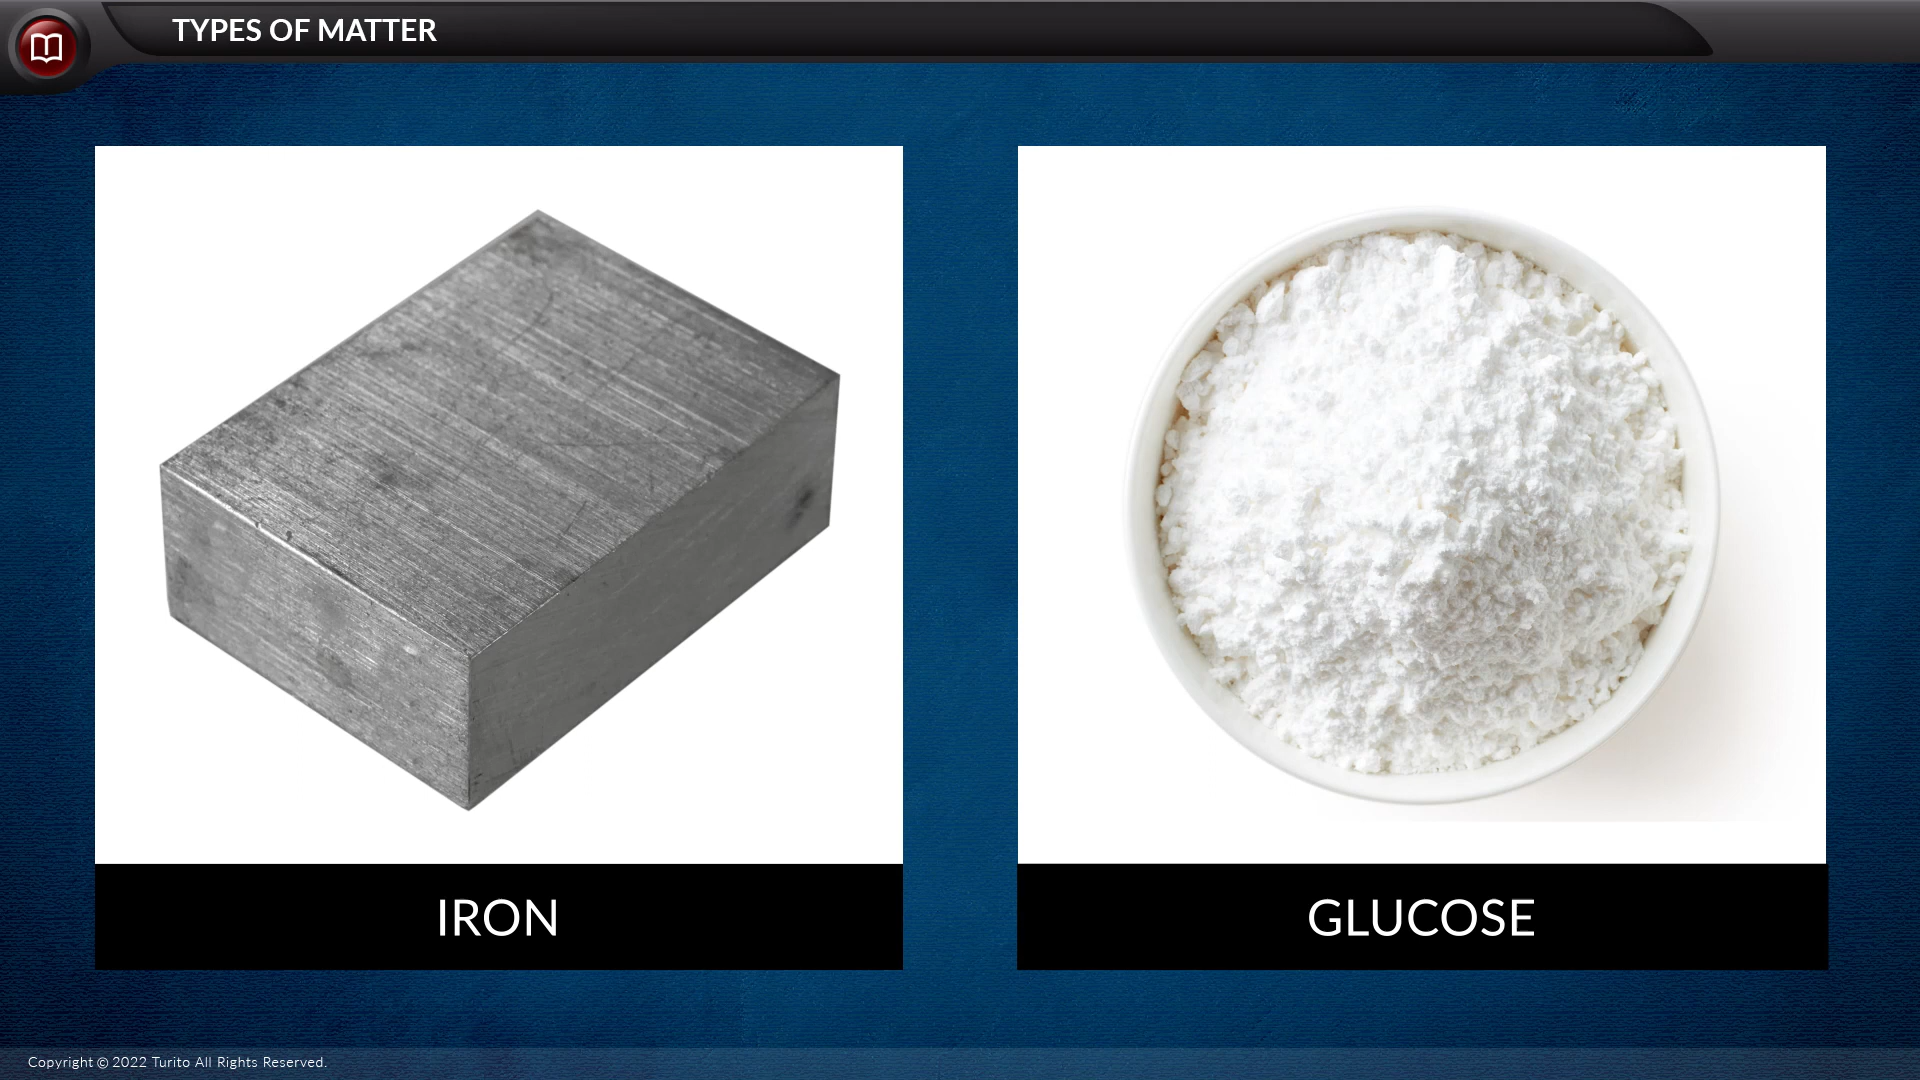 TYPES OF MATTER
IRON
GLUCOSE
Copyright © 2022 Turito All Rights Reserved.